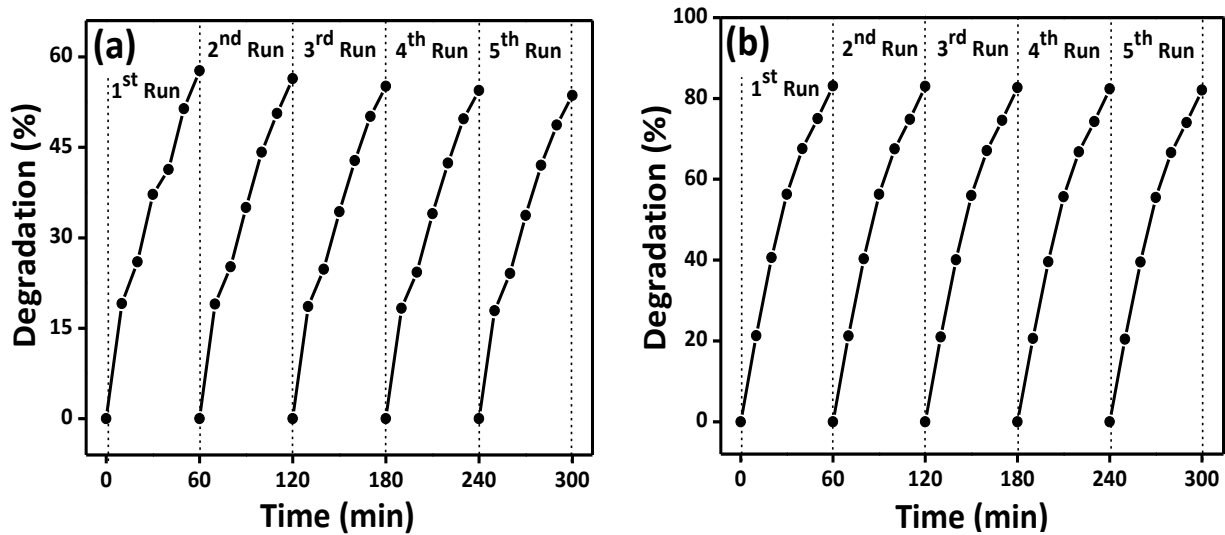 (a)
1st Run
2nd Run
3rd Run
4th Run
5th Run
Degradation (%)
60
45
30
15
0
0 60 120 180 240 300
Time (min)
(b)
1st Run
2nd Run
3rd Run
4th Run
5th Run
Degradation (%)
100
80
60
40
20
0
0 60 120 180 240 300
Time (min)